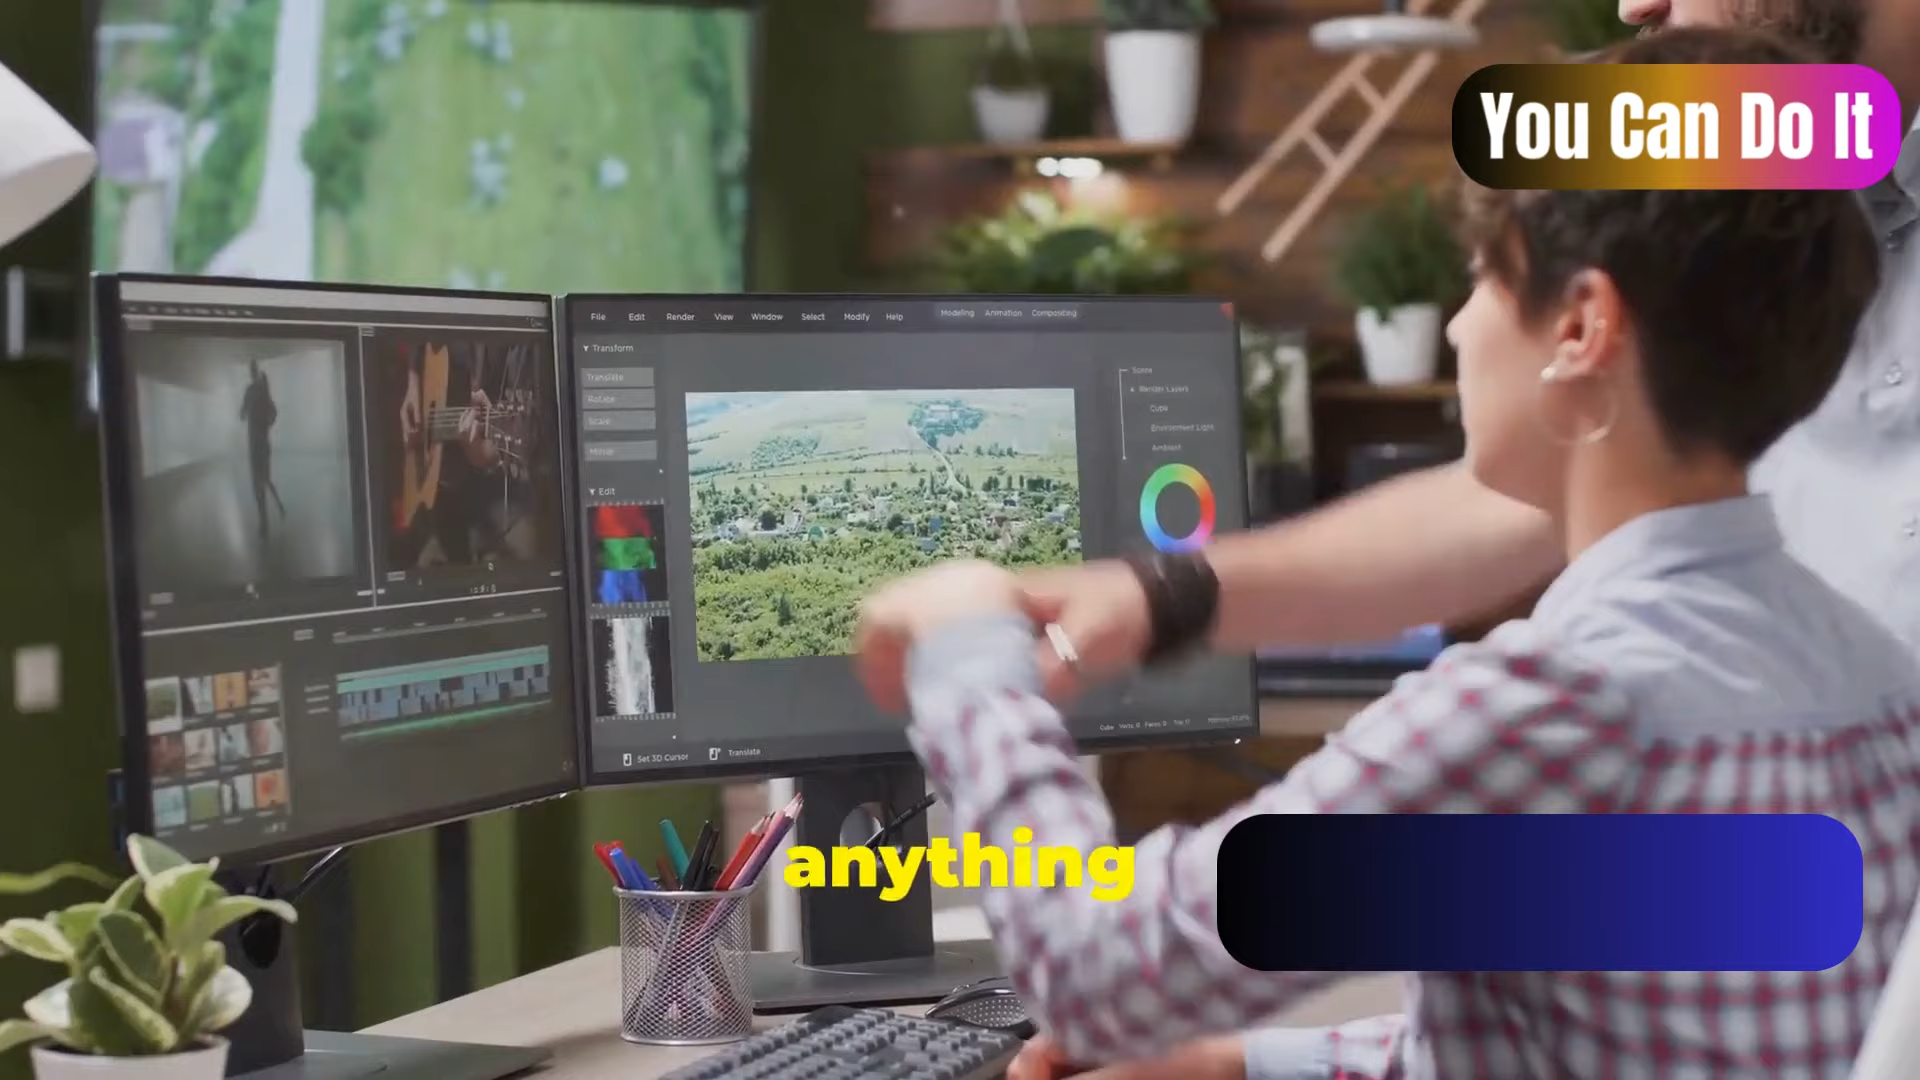 You Can Do It
File Edit Render View Window Select Modify Help Modeling Animation Compositing
Transform
Translate
Rotate
Scale
Edit
Scene
Render Layers
Cube
Environment Light
Ambient
Set 3D Cursor Translate
anything